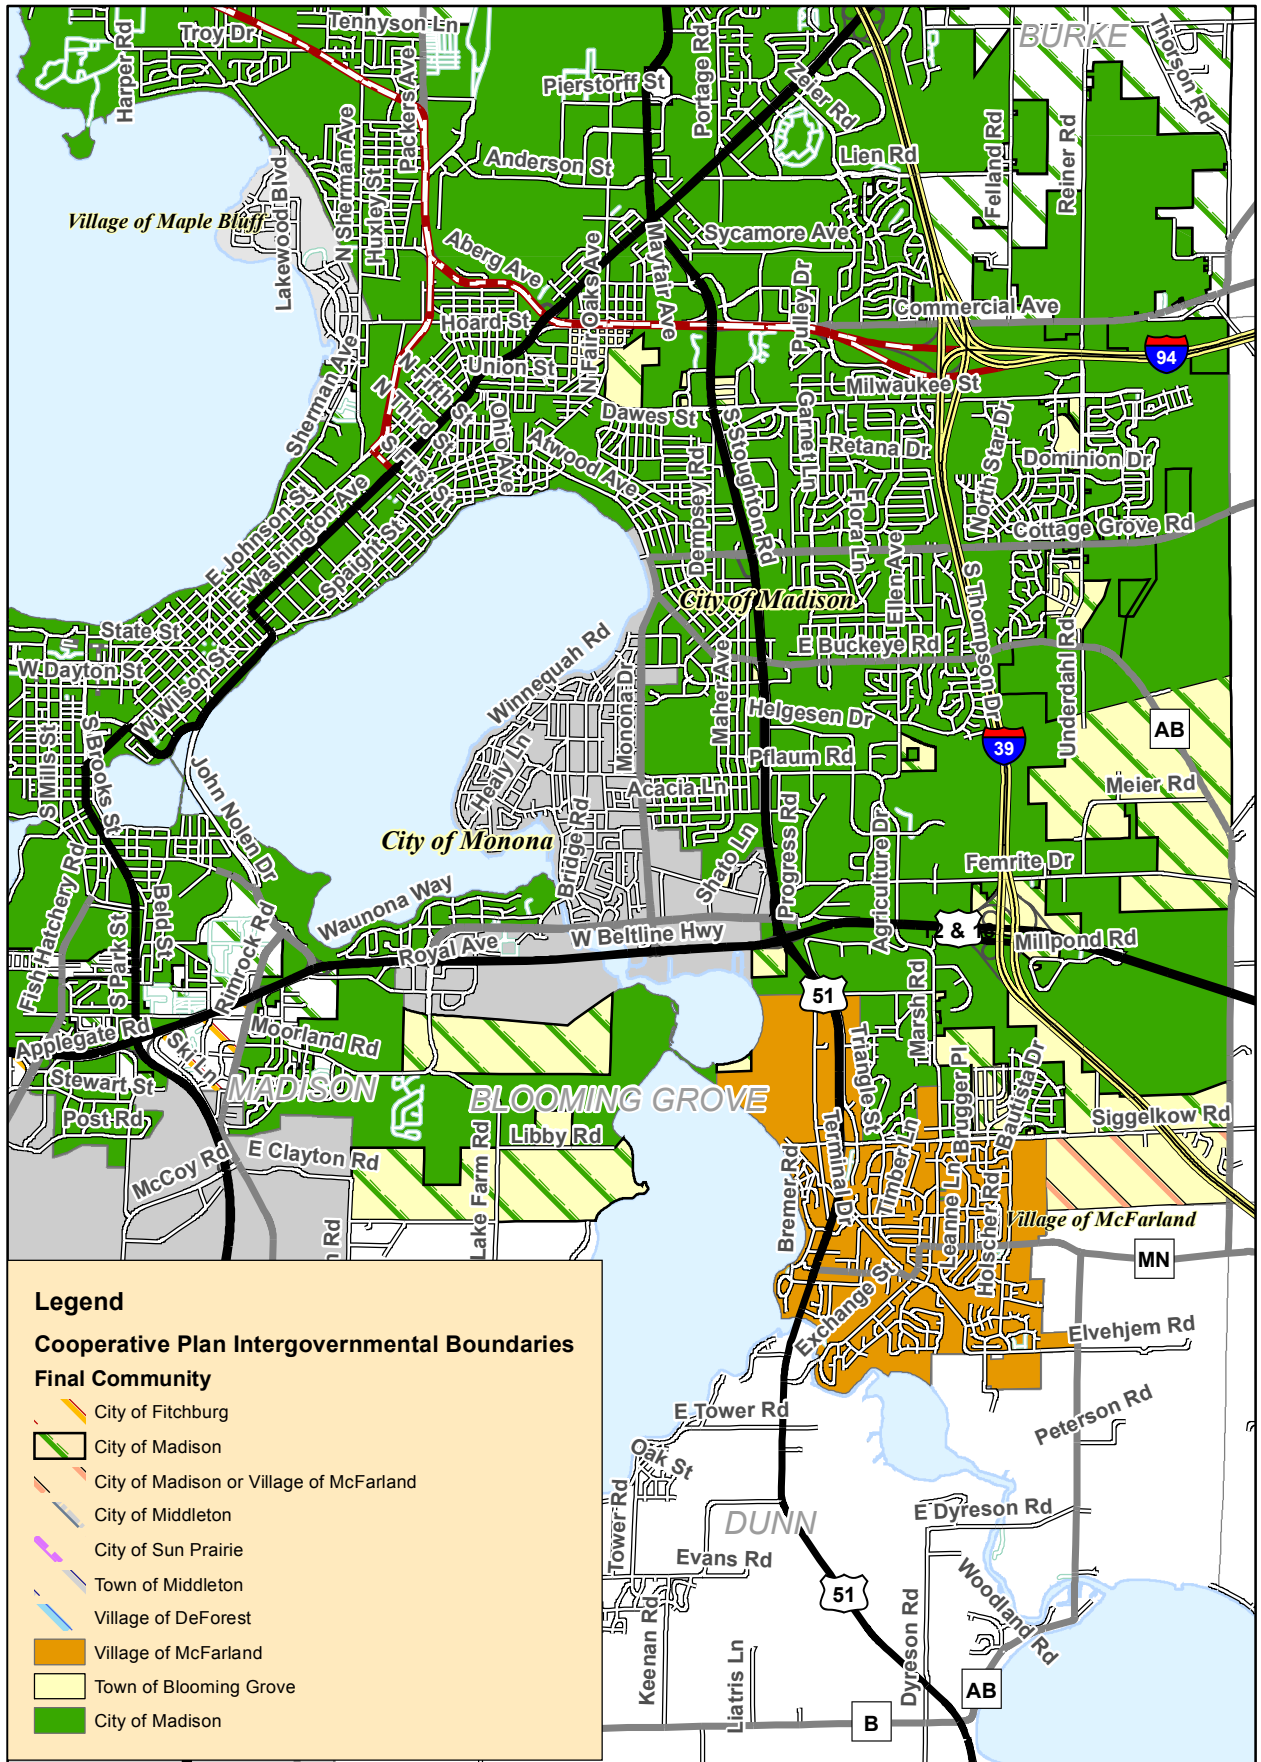 Tennyson Ln
Troy Dr
Harper Rd
Packers Ave
Pierstorff St
Portage Rd
Zeier Rd
BURKE
Thorson Rd
N Sherman Ave
Huxley St
Anderson St
Lien Rd
Felland Rd
Reiner Rd
Lakewood Blvd
Village of Maple Bluff
Aberg Ave
Sycamore Ave
Mayfair Ave
N Fair Oaks Ave
Pulley Dr
Commercial Ave
Hoard St
Union St
94
Sherman Ave
N Fifth St
N Third St
S First St
Ohio Ave
Milwaukee St
Dawes St
Garnet Ln
S Stoughton Rd
Retana Dr
North Star Dr
Dominion Dr
Atwood Ave
Dempsey Rd
Flora Ln
Cottage Grove Rd
E Johnson St
E Washington Ave
Spaight St
Ellen Ave
S Thompson Dr
City of Madison
State St
W Dayton St
W Wilson St
Winnequah Rd
Monona Dr
Maher Ave
E Buckeye Rd
Underdahl Rd
Helgesen Dr
AB
S Mills St
S Brooks St
John Nolen Dr
Healy Ln
Pflaum Rd
39
Meier Rd
Acacia Ln
City of Monona
Bridge Rd
Shato Ln
Progress Rd
Agriculture Dr
Femrite Dr
Fish Hatchery Rd
Beld St
S Park St
Rimrock Rd
Waunona Way
Royal Ave
W Beltline Hwy
12 & 18
Millpond Rd
51
Marsh Rd
Applegate Rd
Ski Ln
Moorland Rd
Stewart St
MADISON
BLOOMING GROVE
Triangle St
Brugger Pl
Bautista Dr
Siggelkow Rd
Post Rd
McCoy Rd
E Clayton Rd
Lake Farm Rd
Libby Rd
Terminal Dr
Timber Ln
Leanne Ln
Holscher Rd
Bremer Rd
Village of McFarland
n Rd
MN
Exchange St
Elvehjem Rd
Legend
Cooperative Plan Intergovernmental Boundaries
Final Community
City of Fitchburg
City of Madison
City of Madison or Village of McFarland
City of Middleton
City of Sun Prairie
Town of Middleton
Village of DeForest
Village of McFarland
Town of Blooming Grove
City of Madison
E Tower Rd
Peterson Rd
Oak St
Tower Rd
DUNN
E Dyreson Rd
Evans Rd
51
Woodland Rd
Keenan Rd
Liatris Ln
Dyreson Rd
AB
B